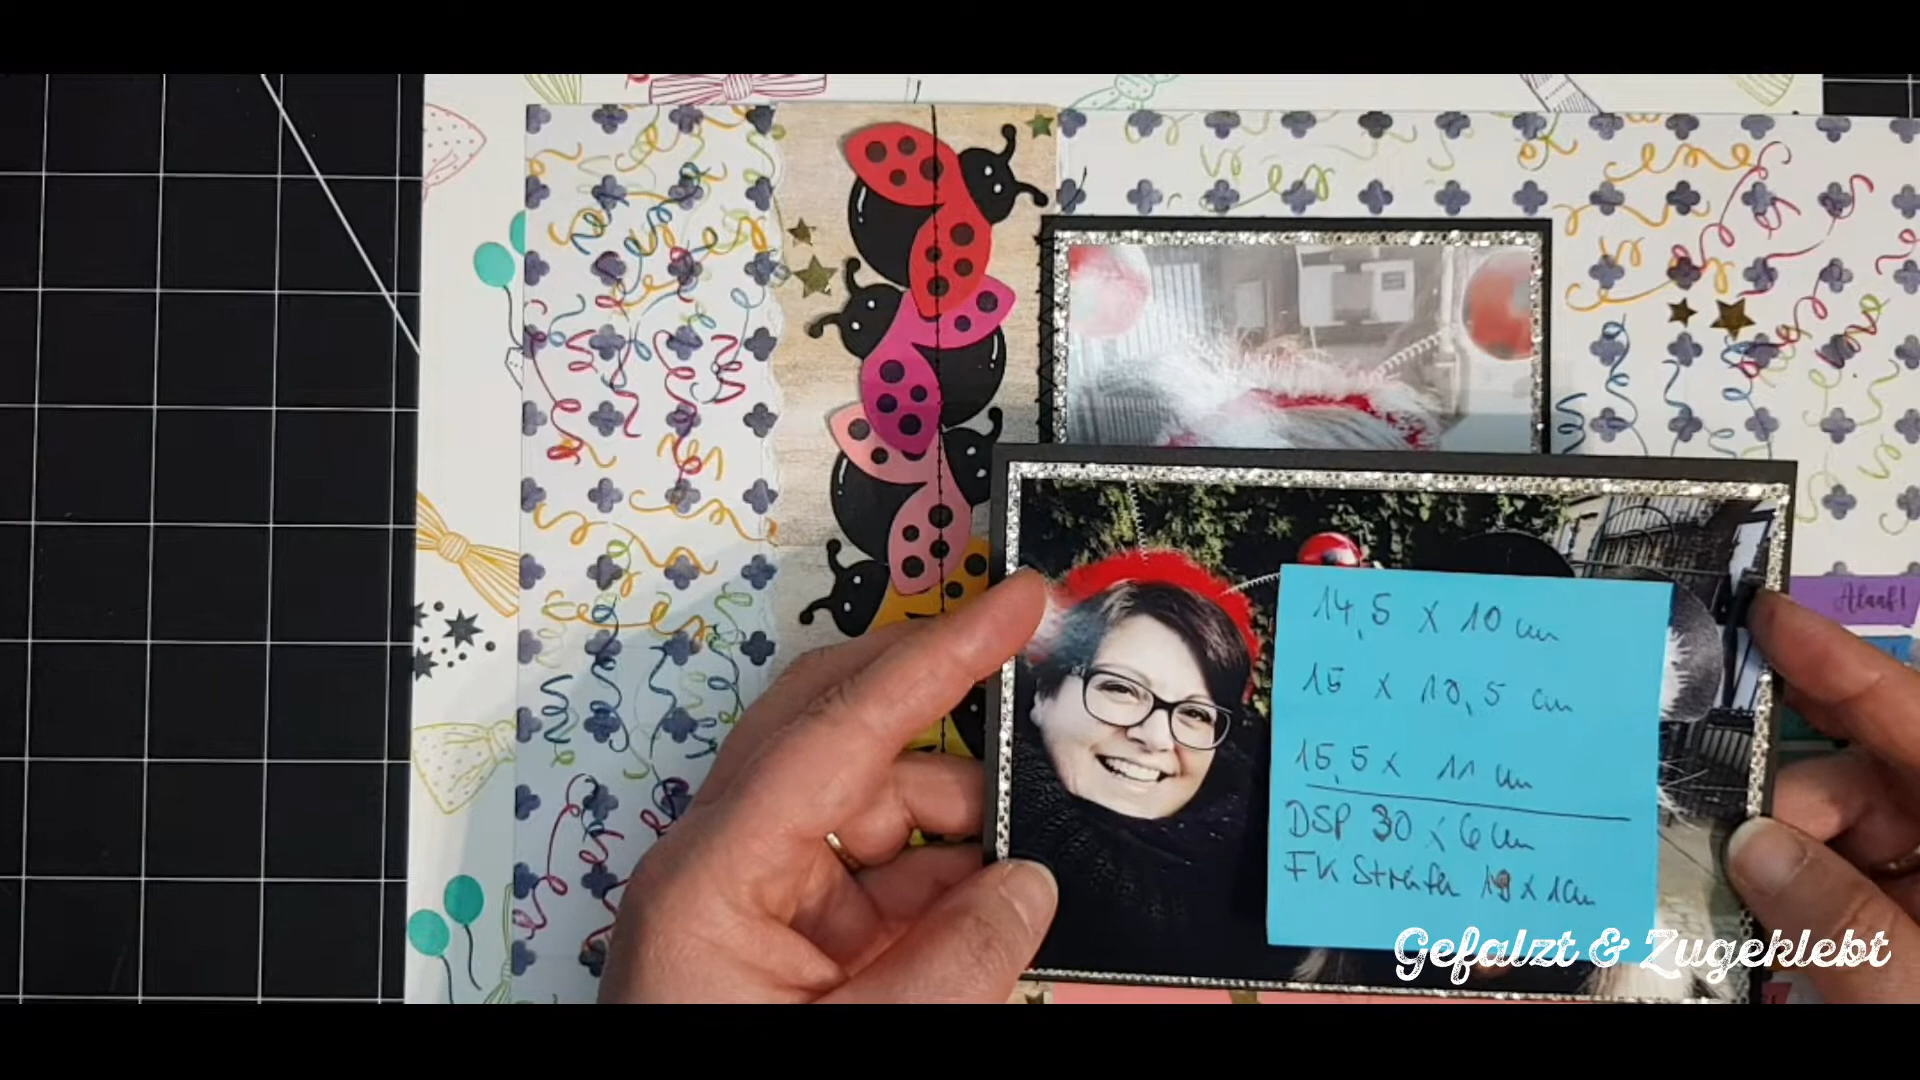 Alaaf!
14,5 x 10 cm
15 x 10,5 cm
15,5 x 11 cm
DSP 30 x 6 cm
FK Streifen 19 x 1 cm
Gefalzt & Zugeklebt